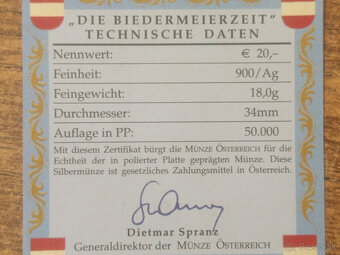 „DIE BIEDERMEIERZEIT“
TECHNISCHE DATEN
Nennwert: € 20,–
Feinheit: 900/Ag
Feingewicht: 18,0g
Durchmesser: 34mm
Auflage in PP: 50.000
Mit diesem Zertifikat bürgt die MÜNZE ÖSTERREICH für
die Echtheit der in polierter Platte geprägten Münze. Diese
Silbermünze ist gesetzliches Zahlungsmittel in Österreich.
Dietmar Spranz
Generaldirektor der MÜNZE ÖSTERREICH